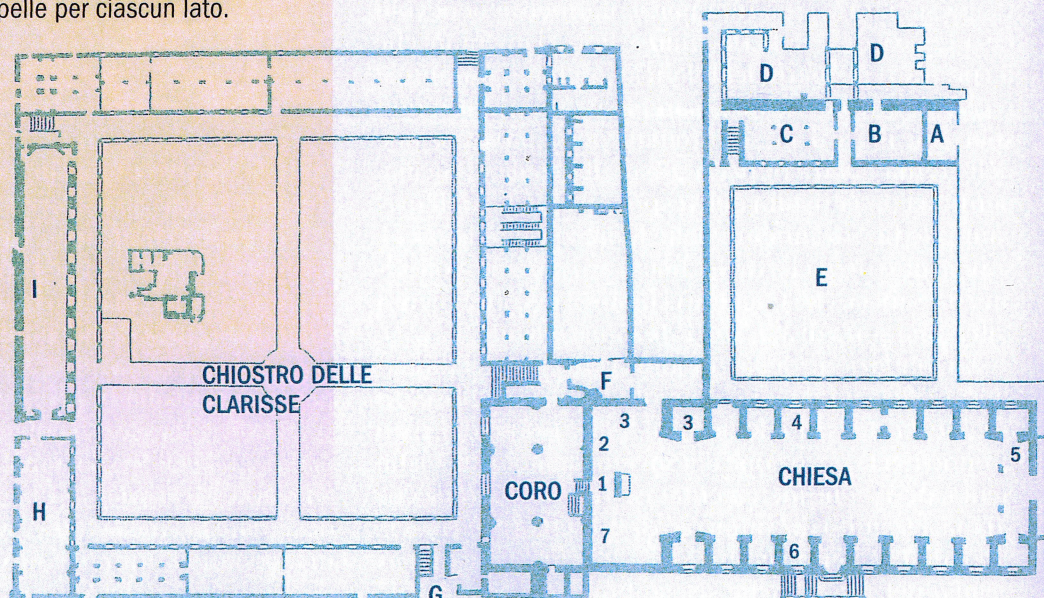 pelle per ciascun lato.
D
D
C
B
A
E
I
CHIOSTRO DELLE
CLARISSE
F
3
3
4
2
5
CORO
1
CHIESA
H
7
6
G